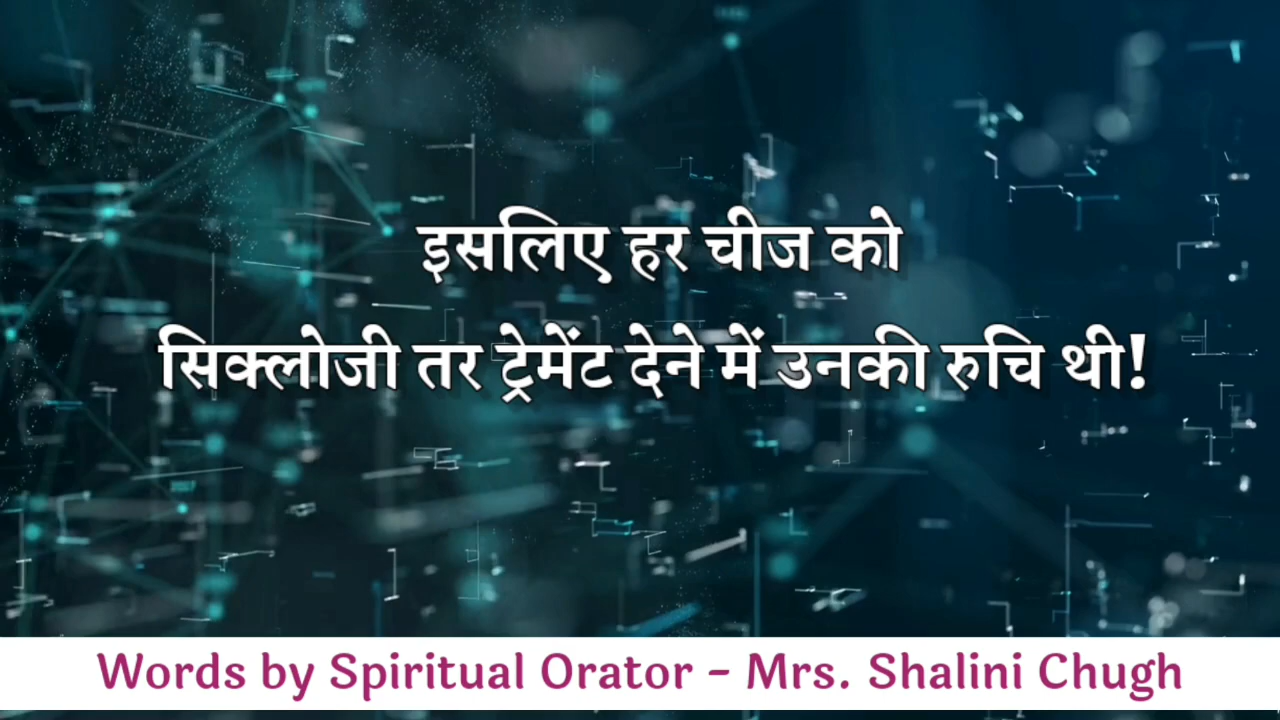 इसलिए हर चीज को
सिक्लोजी तर ट्रेमेंट देने में उनकी रुचि थी!
Words by Spiritual Orator - Mrs. Shalini Chugh